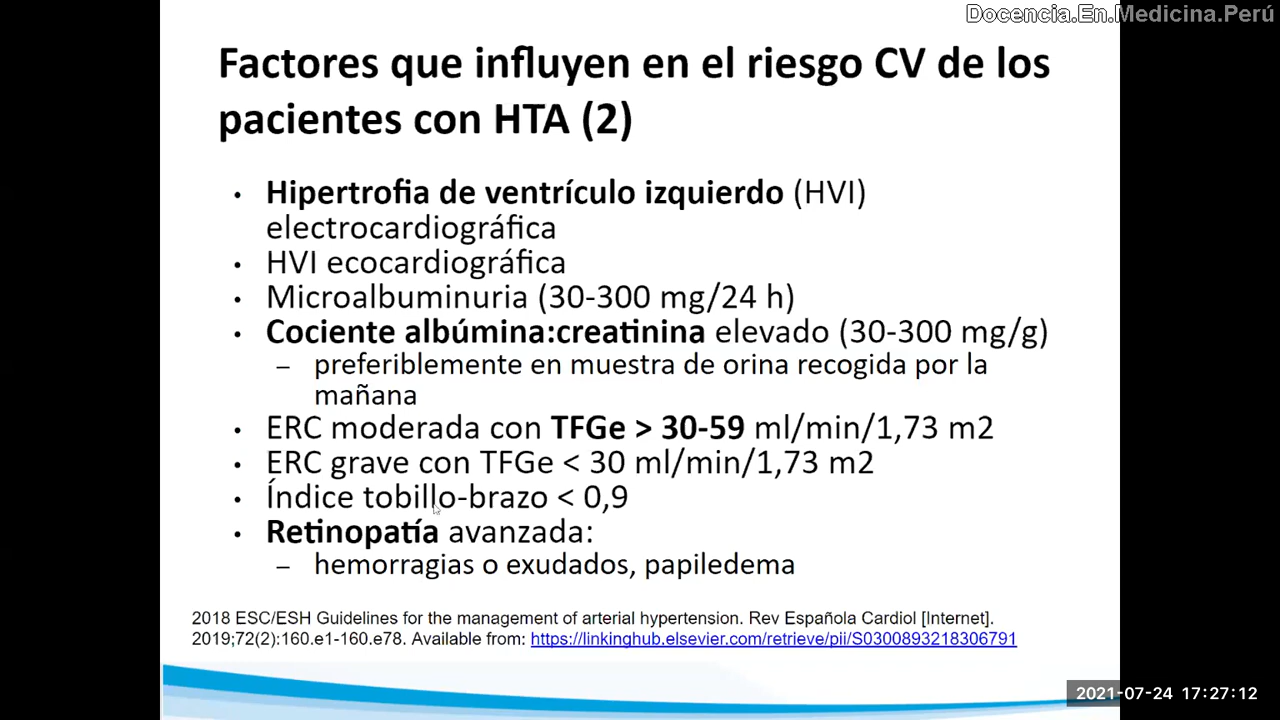 Docencia.En.Medicina.Perú
Factores que influyen en el riesgo CV de los
pacientes con HTA (2)
• Hipertrofia de ventrículo izquierdo (HVI)
electrocardiográfica
• HVI ecocardiográfica
• Microalbuminuria (30-300 mg/24 h)
• Cociente albúmina:creatinina elevado (30-300 mg/g)
– preferiblemente en muestra de orina recogida por la
mañana
• ERC moderada con TFGe > 30-59 ml/min/1,73 m2
• ERC grave con TFGe < 30 ml/min/1,73 m2
• Índice tobillo-brazo < 0,9
• Retinopatía avanzada:
– hemorragias o exudados, papiledema
2018 ESC/ESH Guidelines for the management of arterial hypertension. Rev Española Cardiol [Internet].
2019;72(2):160.e1-160.e78. Available from: https://linkinghub.elsevier.com/retrieve/pii/S0300893218306791
2021-07-24 17:27:12